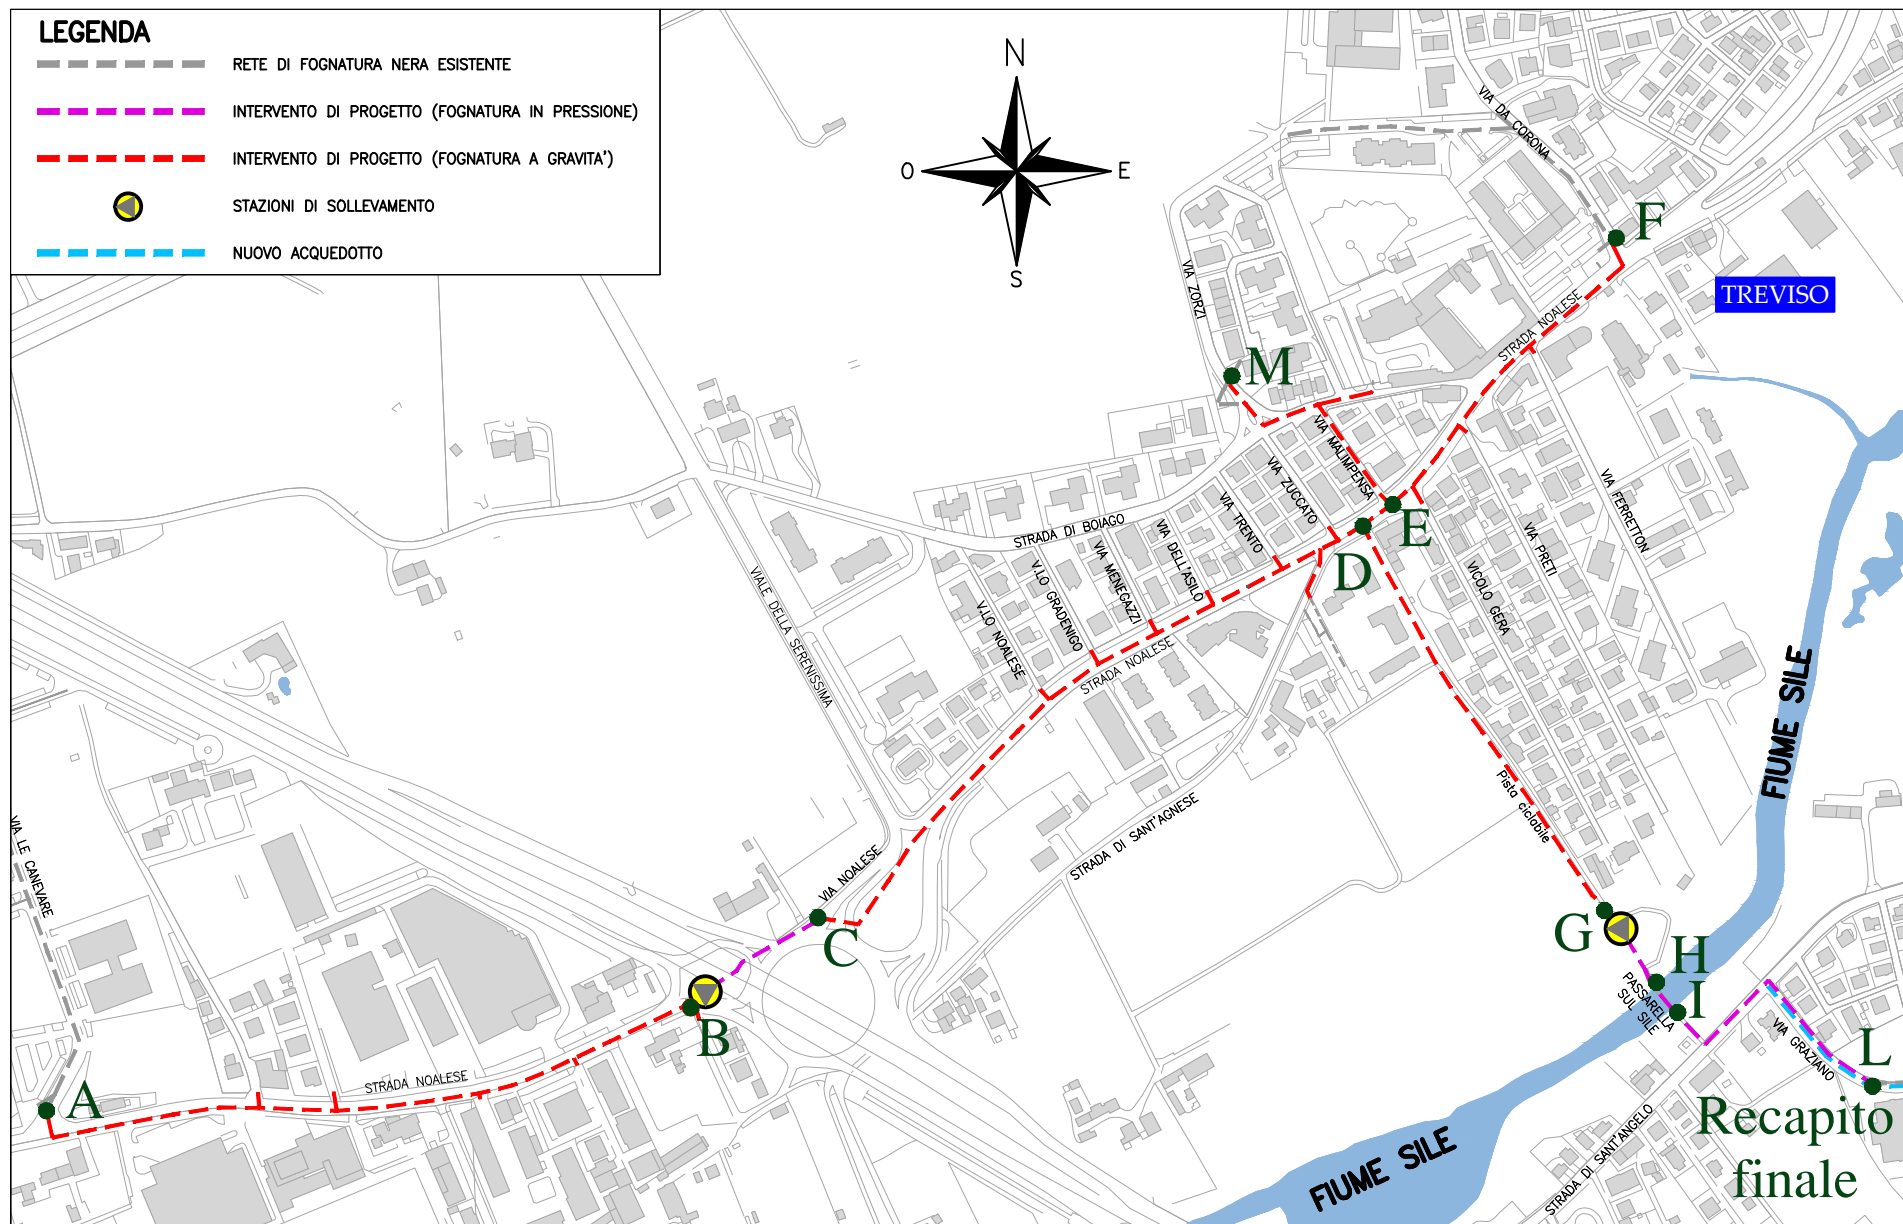 LEGENDA
RETE DI FOGNATURA NERA ESISTENTE
INTERVENTO DI PROGETTO (FOGNATURA IN PRESSIONE)
INTERVENTO DI PROGETTO (FOGNATURA A GRAVITA')
STAZIONI DI SOLLEVAMENTO
NUOVO ACQUEDOTTO
N
O
E
S
VIA DA CORONA
F
TREVISO
VIA ZORZI
STRADA NOALESE
M
VIA MALIMPENSA
VIA ZUCCATO
VIA TRENTO
E
D
VIA FERRETTON
VIA PRETI
VICOLO GERA
STRADA DI BOIAGO
VIA DELL'ASILO
VIA MENEGAZZI
V.LO GRADENIGO
V.LO NOALESE
VIALE DELLA SERENISSIMA
STRADA NOALESE
FIUME SILE
Pista ciclabile
STRADA DI SANT'AGNESE
VIA NOALESE
VIA LE CANEVARE
C
G
H
I
PASSARELLA
SUL SILE
B
VIA GRAZIANO
L
Recapito
finale
A
STRADA NOALESE
FIUME SILE
STRADA DI SANT'ANGELO